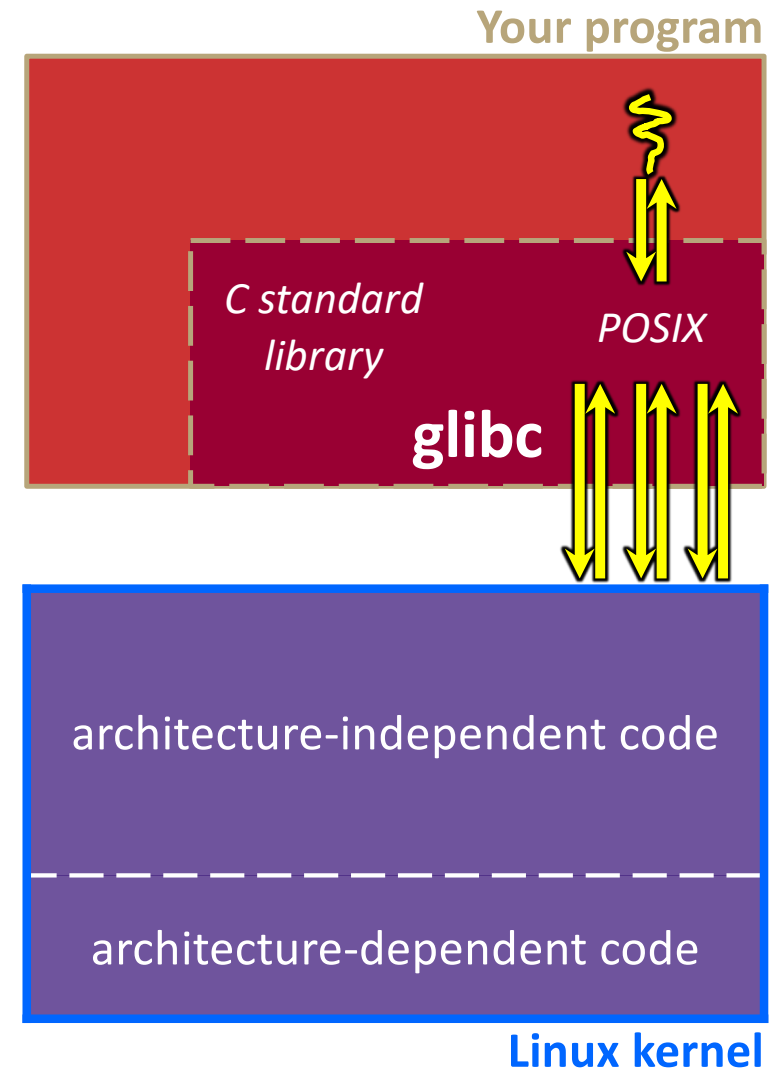 Your program
C standard
library
POSIX
glibc
architecture-independent code
architecture-dependent code
Linux kernel